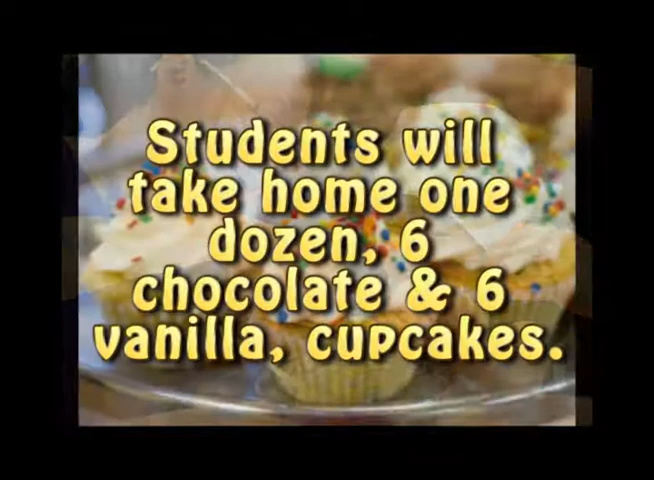 Students will
take home one
dozen, 6
chocolate & 6
vanilla, cupcakes.